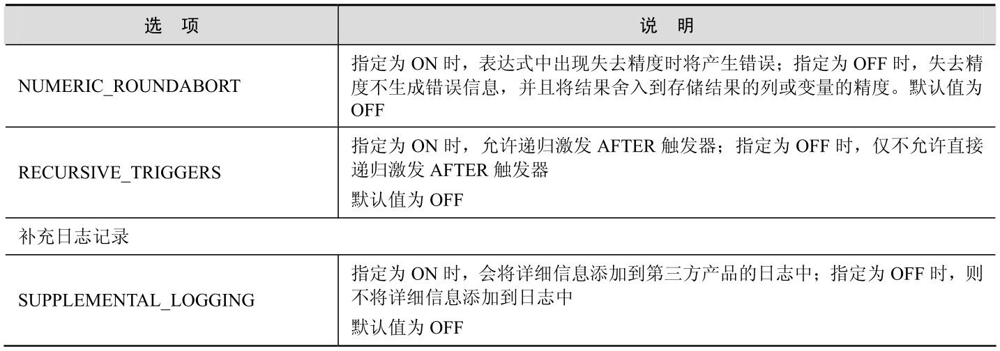 选 项
说 明
NUMERIC_ROUNDABORT
指定为 ON 时，表达式中出现失去精度时将产生错误；指定为 OFF 时，失去精
度不生成错误信息，并且将结果舍入到存储结果的列或变量的精度。默认值为
OFF
RECURSIVE_TRIGGERS
指定为 ON 时，允许递归激发 AFTER 触发器；指定为 OFF 时，仅不允许直接
递归激发 AFTER 触发器
默认值为 OFF
补充日志记录
SUPPLEMENTAL_LOGGING
指定为 ON 时，会将详细信息添加到第三方产品的日志中；指定为 OFF 时，则
不将详细信息添加到日志中
默认值为 OFF